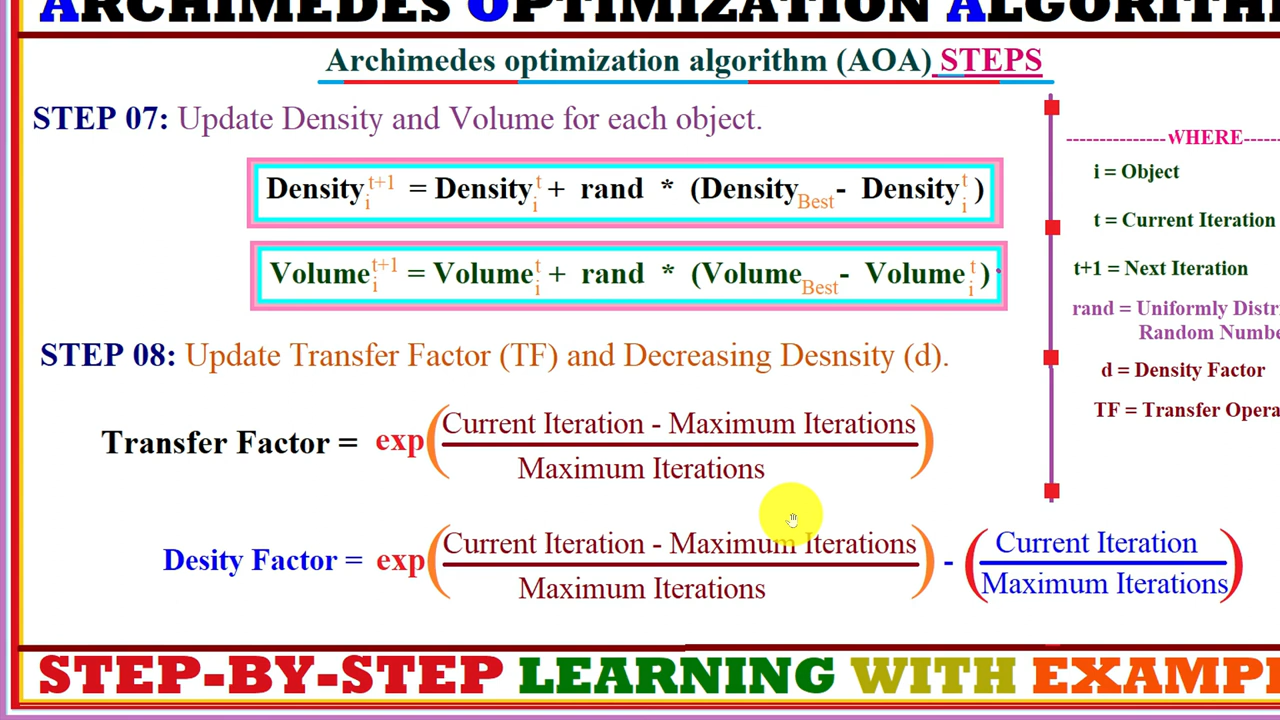 ARCHIMEDES OPTIMIZATION ALGORITH
Archimedes optimization algorithm (AOA) STEPS
STEP 07: Update Density and Volume for each object.
Density_i^{t+1} = Density_i^t + rand * (Density_Best - Density_i^t)
Volume_i^{t+1} = Volume_i^t + rand * (Volume_Best - Volume_i^t)
STEP 08: Update Transfer Factor (TF) and Decreasing Desnsity (d).
Transfer Factor = exp(Current Iteration - Maximum Iterations
Maximum Iterations)
Desity Factor = exp(Current Iteration - Maximum Iterations
Maximum Iterations) - (Current Iteration
Maximum Iterations)
---------------WHERE-----
i = Object
t = Current Iteration
t+1 = Next Iteration
rand = Uniformly Distri
Random Numbe
d = Density Factor
TF = Transfer Opera
STEP-BY-STEP LEARNING WITH EXAMP